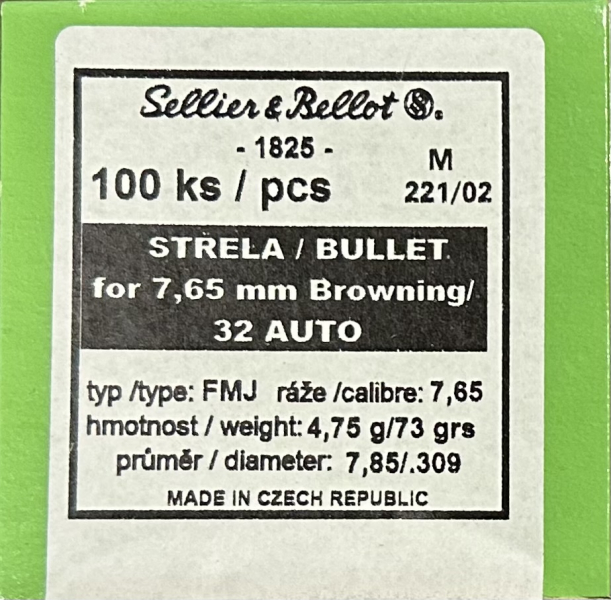 Sellier & Bellot S®.
- 1825 -
M
100 ks / pcs
221/02
STRELA / BULLET
for 7,65 mm Browning/
32 AUTO
typ /type: FMJ ráže /calibre: 7,65
hmotnost / weight: 4,75 g/73 grs
průměr / diameter: 7,85/.309
MADE IN CZECH REPUBLIC